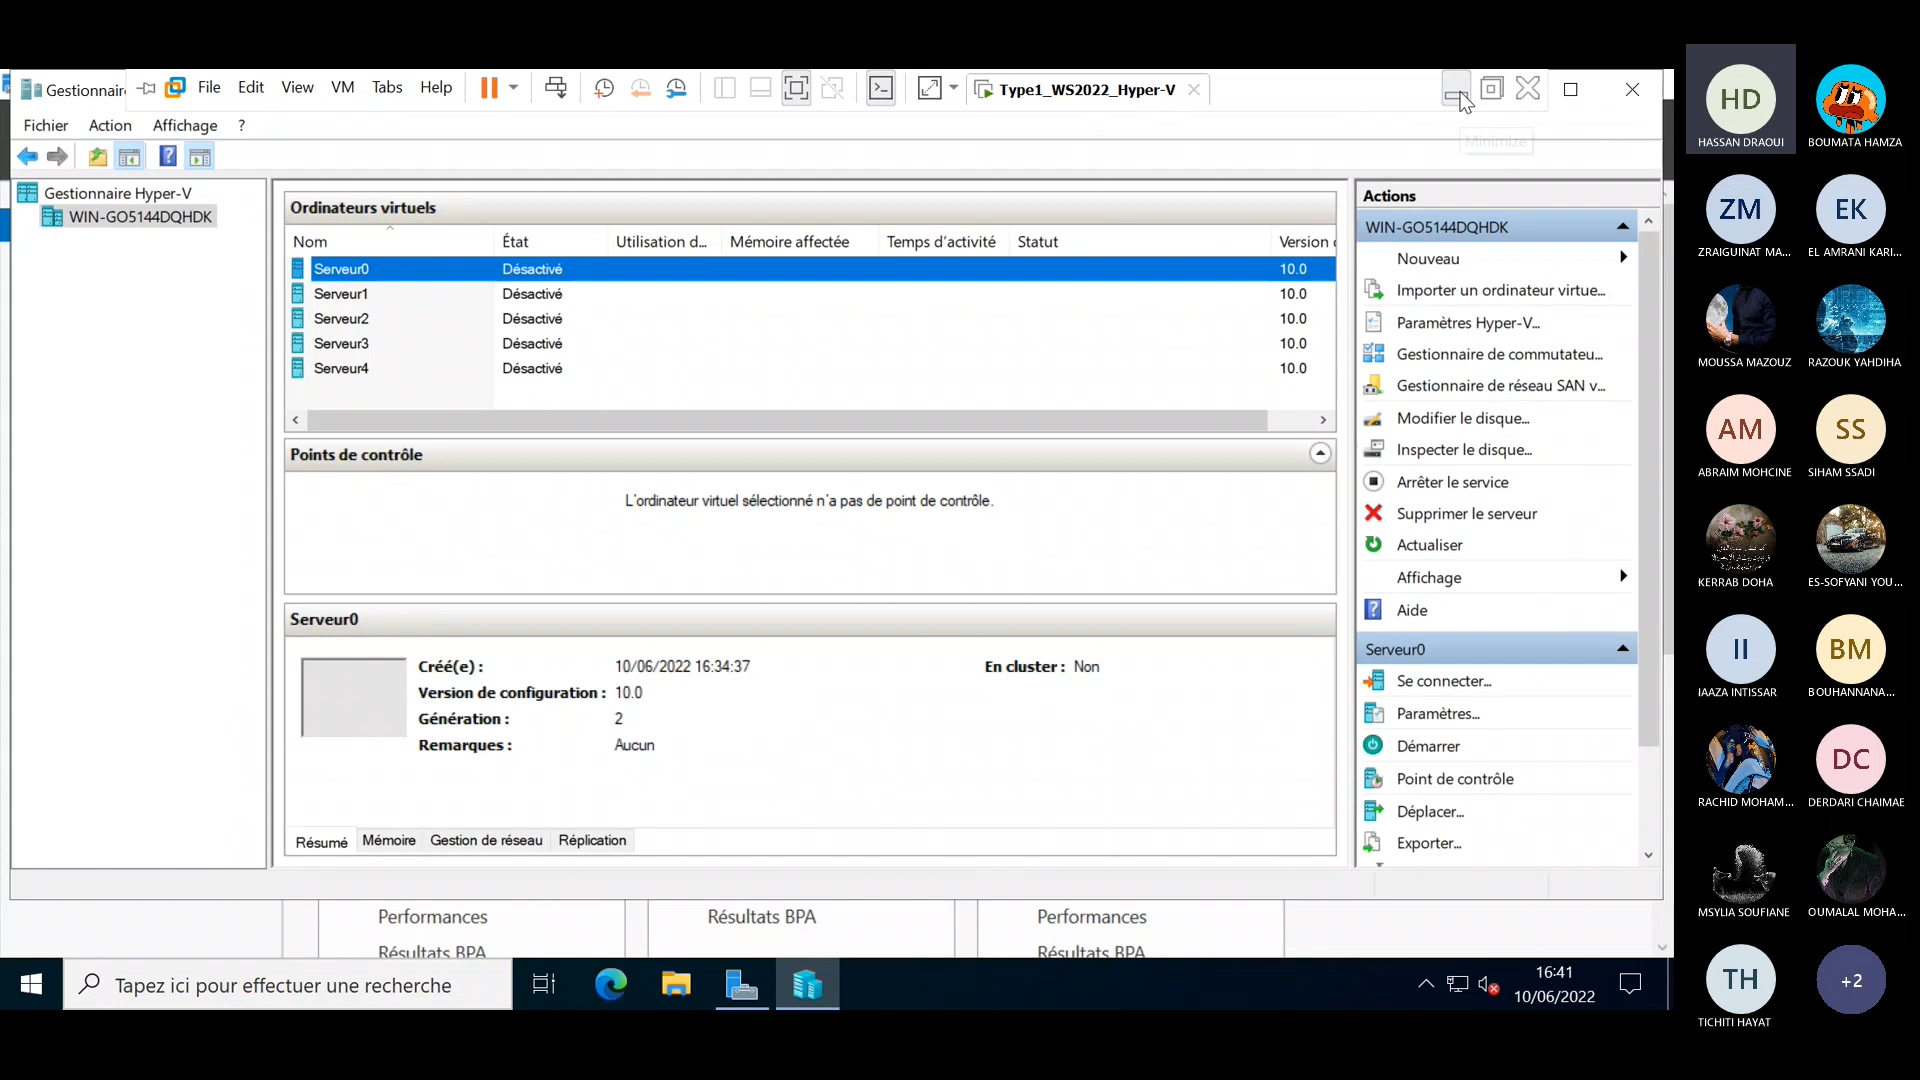 Gestionnaire
File Edit View VM Tabs Help
Type1_WS2022_Hyper-V
Minimize
Fichier Action Affichage ?
Gestionnaire Hyper-V
WIN-GO5144DQHDK
Ordinateurs virtuels
Nom État Utilisation d... Mémoire affectée Temps d'activité Statut Version
Serveur0 Désactivé 10.0
Serveur1 Désactivé 10.0
Serveur2 Désactivé 10.0
Serveur3 Désactivé 10.0
Serveur4 Désactivé 10.0
Points de contrôle
L'ordinateur virtuel sélectionné n'a pas de point de contrôle.
Serveur0
Créé(e) : 10/06/2022 16:34:37 En cluster : Non
Version de configuration : 10.0
Génération : 2
Remarques : Aucun
Résumé Mémoire Gestion de réseau Réplication
Actions
WIN-GO5144DQHDK
Nouveau
Importer un ordinateur virtue...
Paramètres Hyper-V...
Gestionnaire de commutateu...
Gestionnaire de réseau SAN v...
Modifier le disque...
Inspecter le disque...
Arrêter le service
Supprimer le serveur
Actualiser
Affichage
Aide
Serveur0
Se connecter...
Paramètres...
Démarrer
Point de contrôle
Déplacer...
Exporter...
Performances Résultats BPA Performances
Résultats BPA Résultats BPA
Tapez ici pour effectuer une recherche
16:41
10/06/2022
HD
HASSAN DRAOUI BOUMATA HAMZA
ZM EK
ZRAIGUINAT MA... EL AMRANI KARI...
MOUSSA MAZOUZ RAZOUK YAHDIHA
AM SS
ABRAIM MOHCINE SIHAM SSADI
KERRAB DOHA ES-SOFYANI YOU...
II BM
IAAZA INTISSAR BOUHANNANA...
DC
RACHID MOHAM... DERDARI CHAIMAE
MSYLIA SOUFIANE OUMALAL MOHA...
TH +2
TICHITI HAYAT